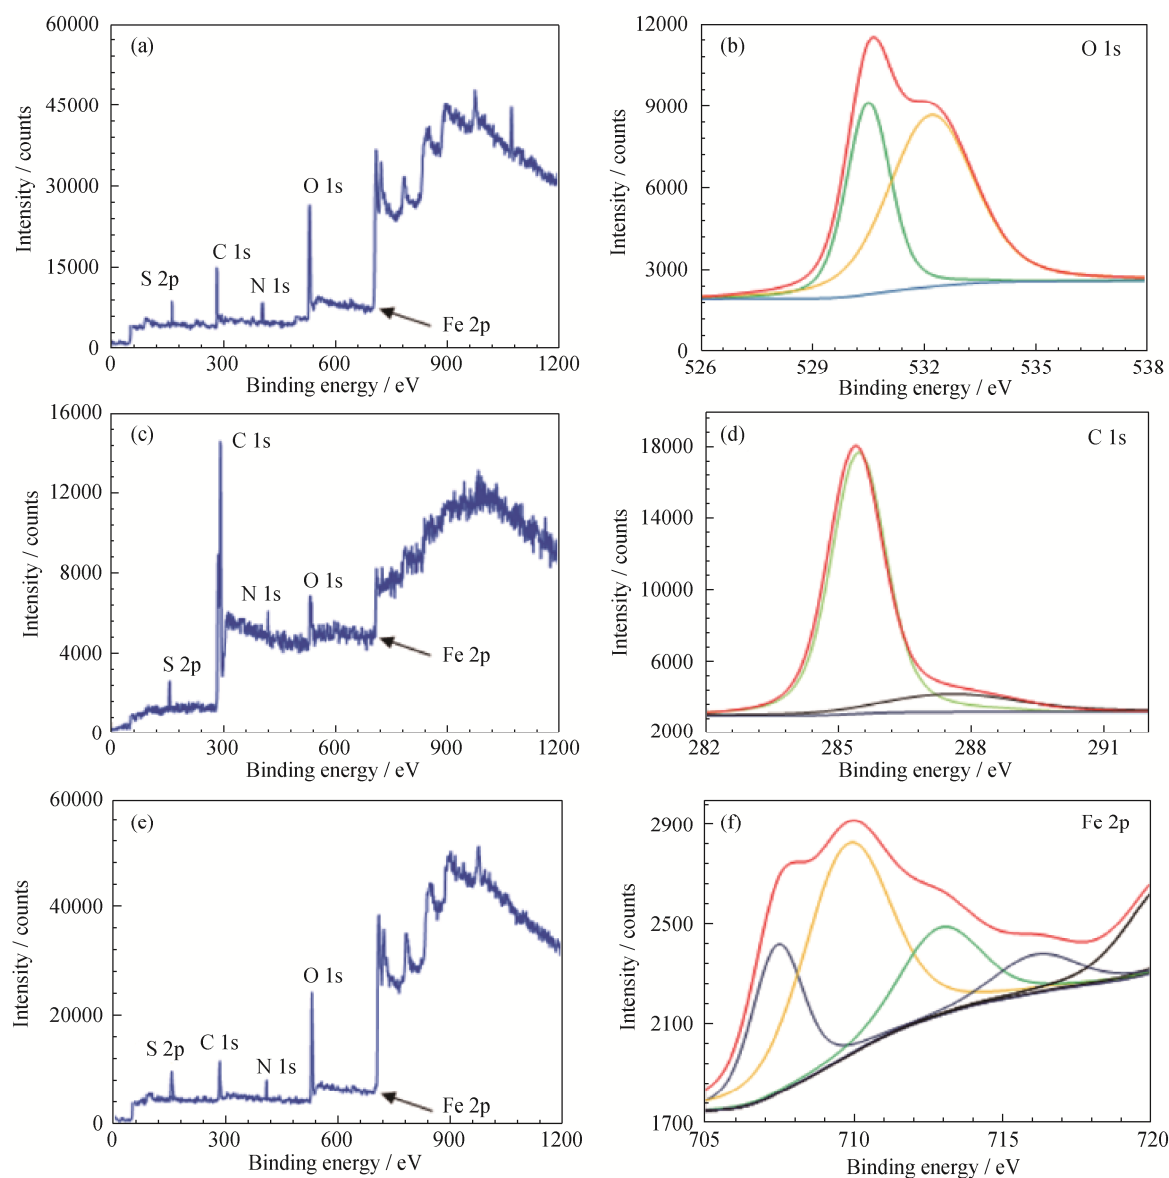 (a)
60000
45000
30000
15000
0
Intensity / counts
S 2p
C 1s
N 1s
O 1s
Fe 2p
0 300 600 900 1200
Binding energy / eV
(b)
O 1s
12000
9000
6000
3000
0
Intensity / counts
526 529 532 535 538
Binding energy / eV
(c)
16000
12000
8000
4000
0
Intensity / counts
C 1s
N 1s
O 1s
S 2p
Fe 2p
0 300 600 900 1200
Binding energy / eV
(d)
C 1s
18000
14000
10000
6000
2000
Intensity / counts
282 285 288 291
Binding energy / eV
(e)
60000
40000
20000
0
Intensity / counts
S 2p
C 1s
N 1s
O 1s
Fe 2p
0 300 600 900 1200
Binding energy / eV
(f)
Fe 2p
2900
2500
2100
1700
Intensity / counts
705 710 715 720
Binding energy / eV